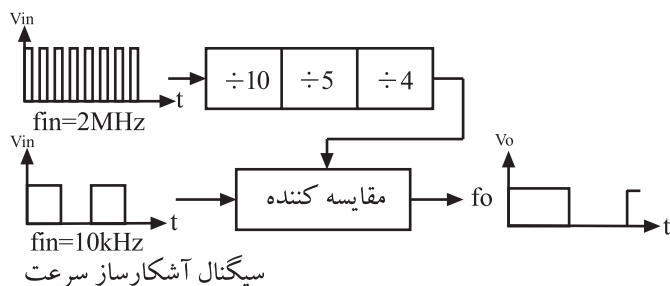 Vin
t
fin=2MHz
÷10 ÷5 ÷4
Vin
t
fin=10kHz
سیگنال آشکارساز سرعت
مقایسه کننده
fo
Vo
t